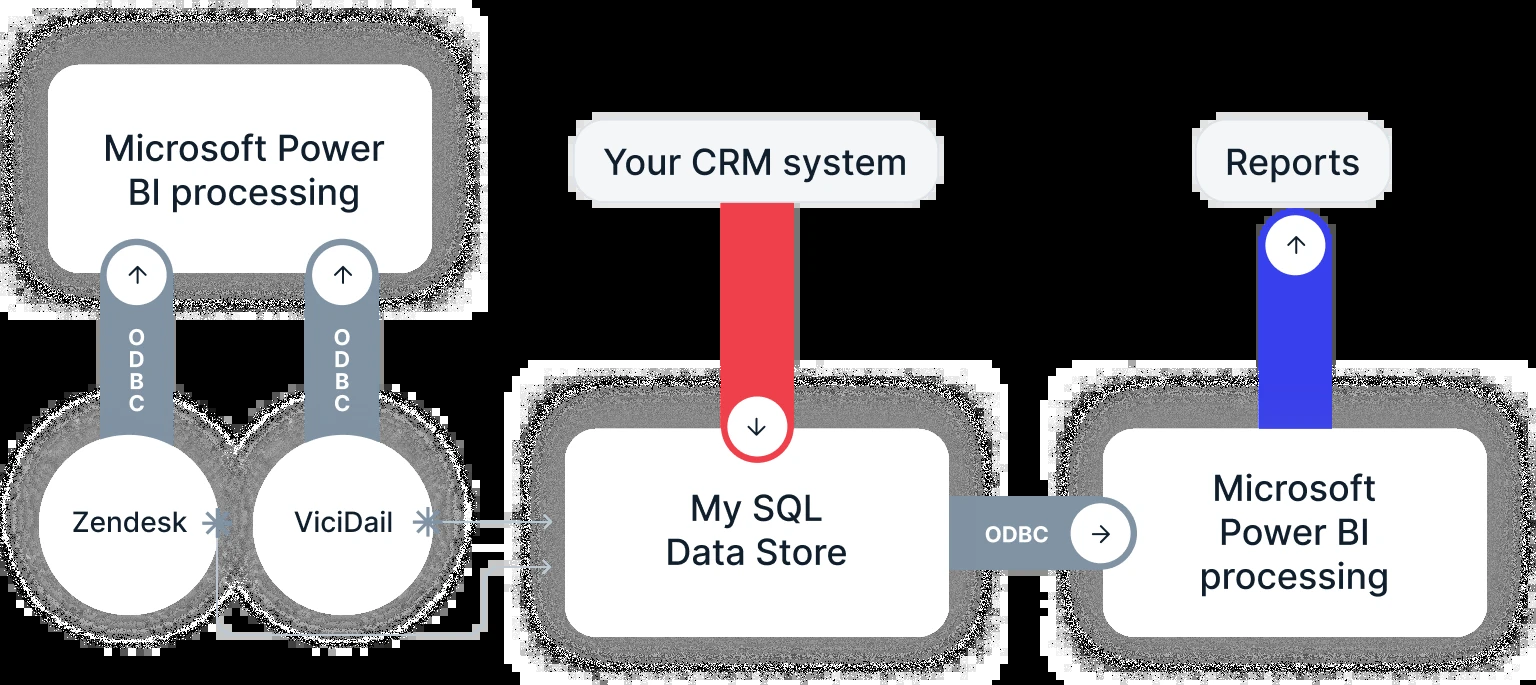 Microsoft Power
BI processing
ODBC
ODBC
Zendesk
ViciDail
Your CRM system
My SQL
Data Store
ODBC
Reports
Microsoft
Power BI
processing